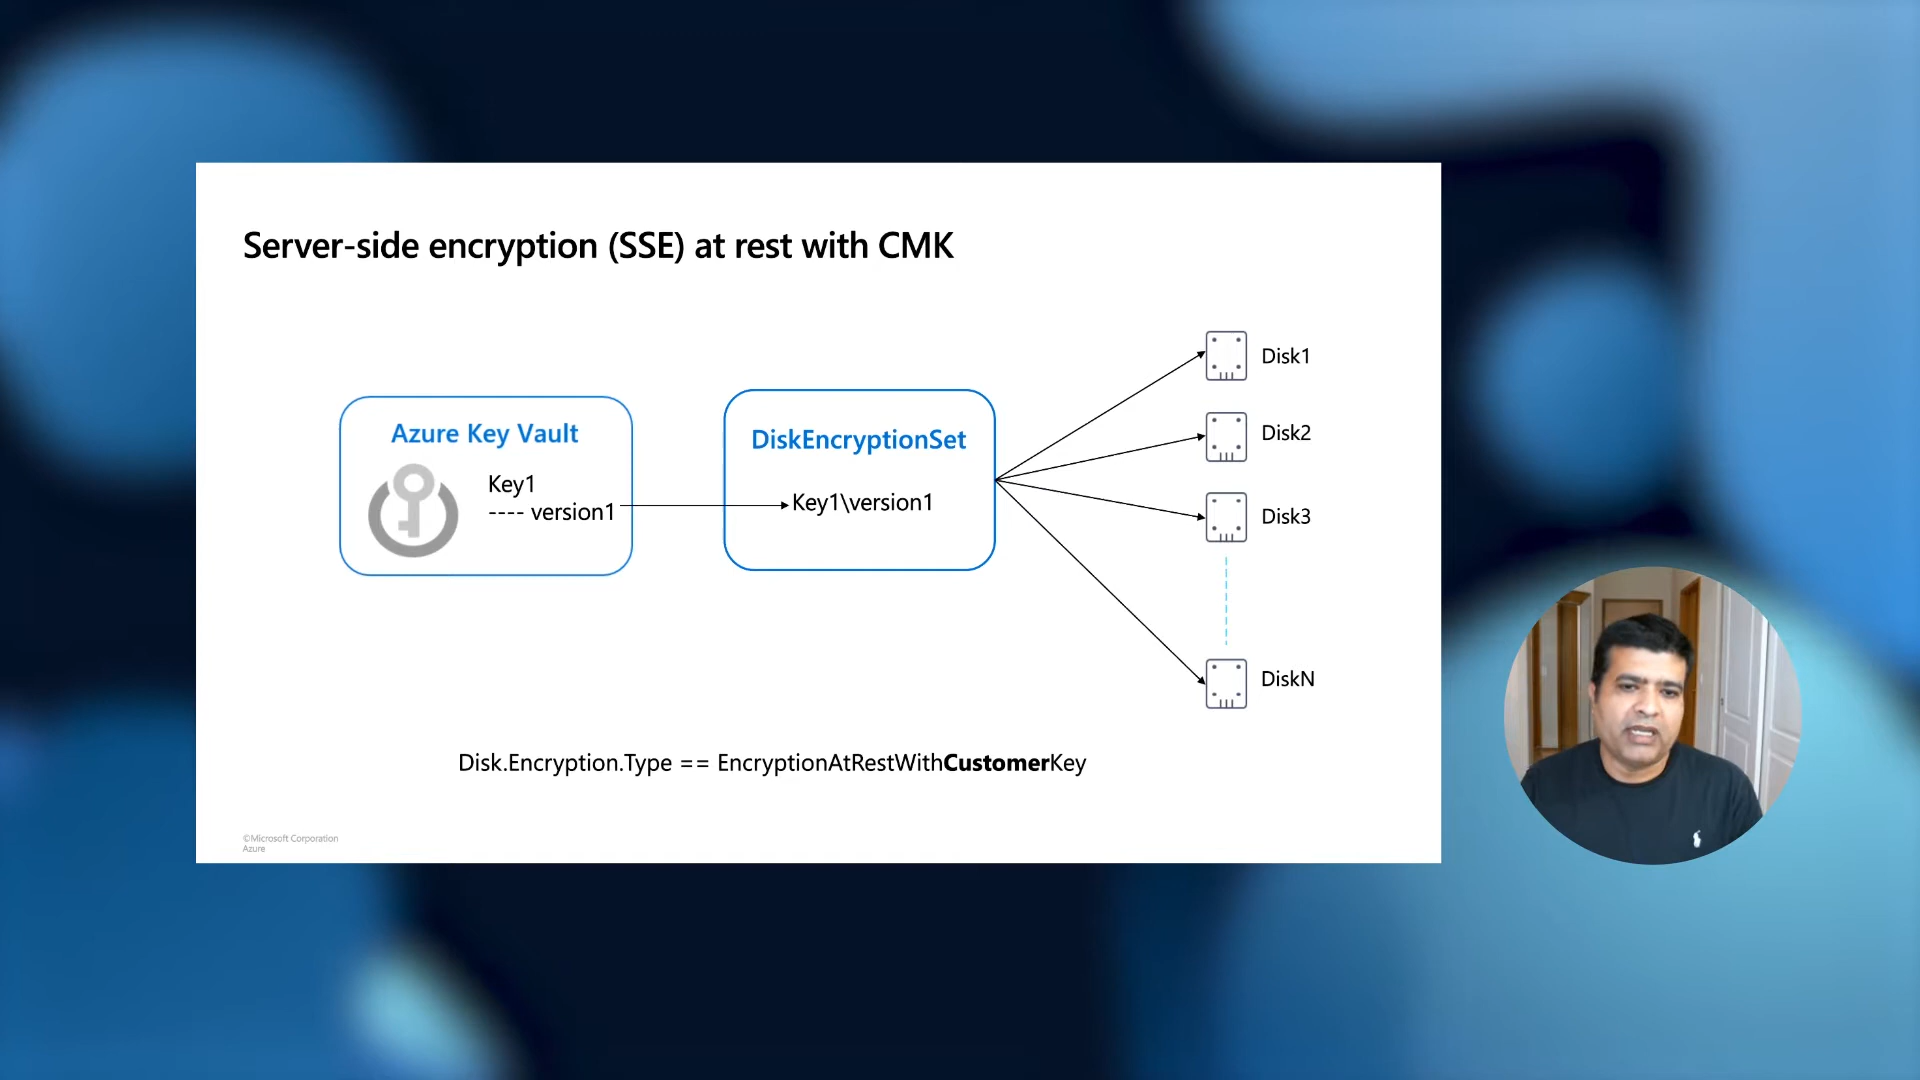 Server-side encryption (SSE) at rest with CMK
Azure Key Vault
Key1
---- version1
DiskEncryptionSet
Key1\version1
Disk1
Disk2
Disk3
DiskN
Disk.Encryption.Type == EncryptionAtRestWithCustomerKey
©Microsoft Corporation
Azure